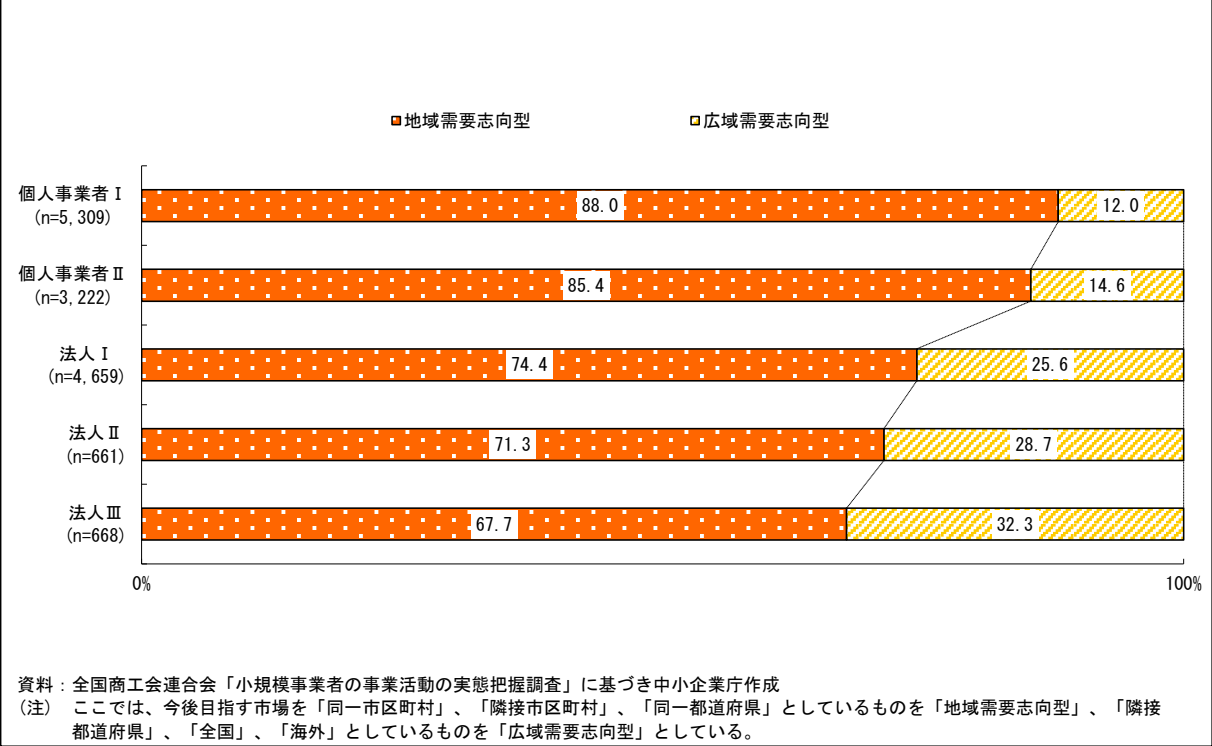 地域需要志向型 広域需要志向型
個人事業者Ⅰ
(n=5,309)
88.0 12.0
個人事業者Ⅱ
(n=3,222)
85.4 14.6
法人Ⅰ
(n=4,659)
74.4 25.6
法人Ⅱ
(n=661)
71.3 28.7
法人Ⅲ
(n=668)
67.7 32.3
0% 100%
資料：全国商工会連合会「小規模事業者の事業活動の実態把握調査」に基づき中小企業庁作成
(注) ここでは、今後目指す市場を「同一市区町村」、「隣接市区町村」、「同一都道府県」としているものを「地域需要志向型」、「隣接
都道府県」、「全国」、「海外」としているものを「広域需要志向型」としている。